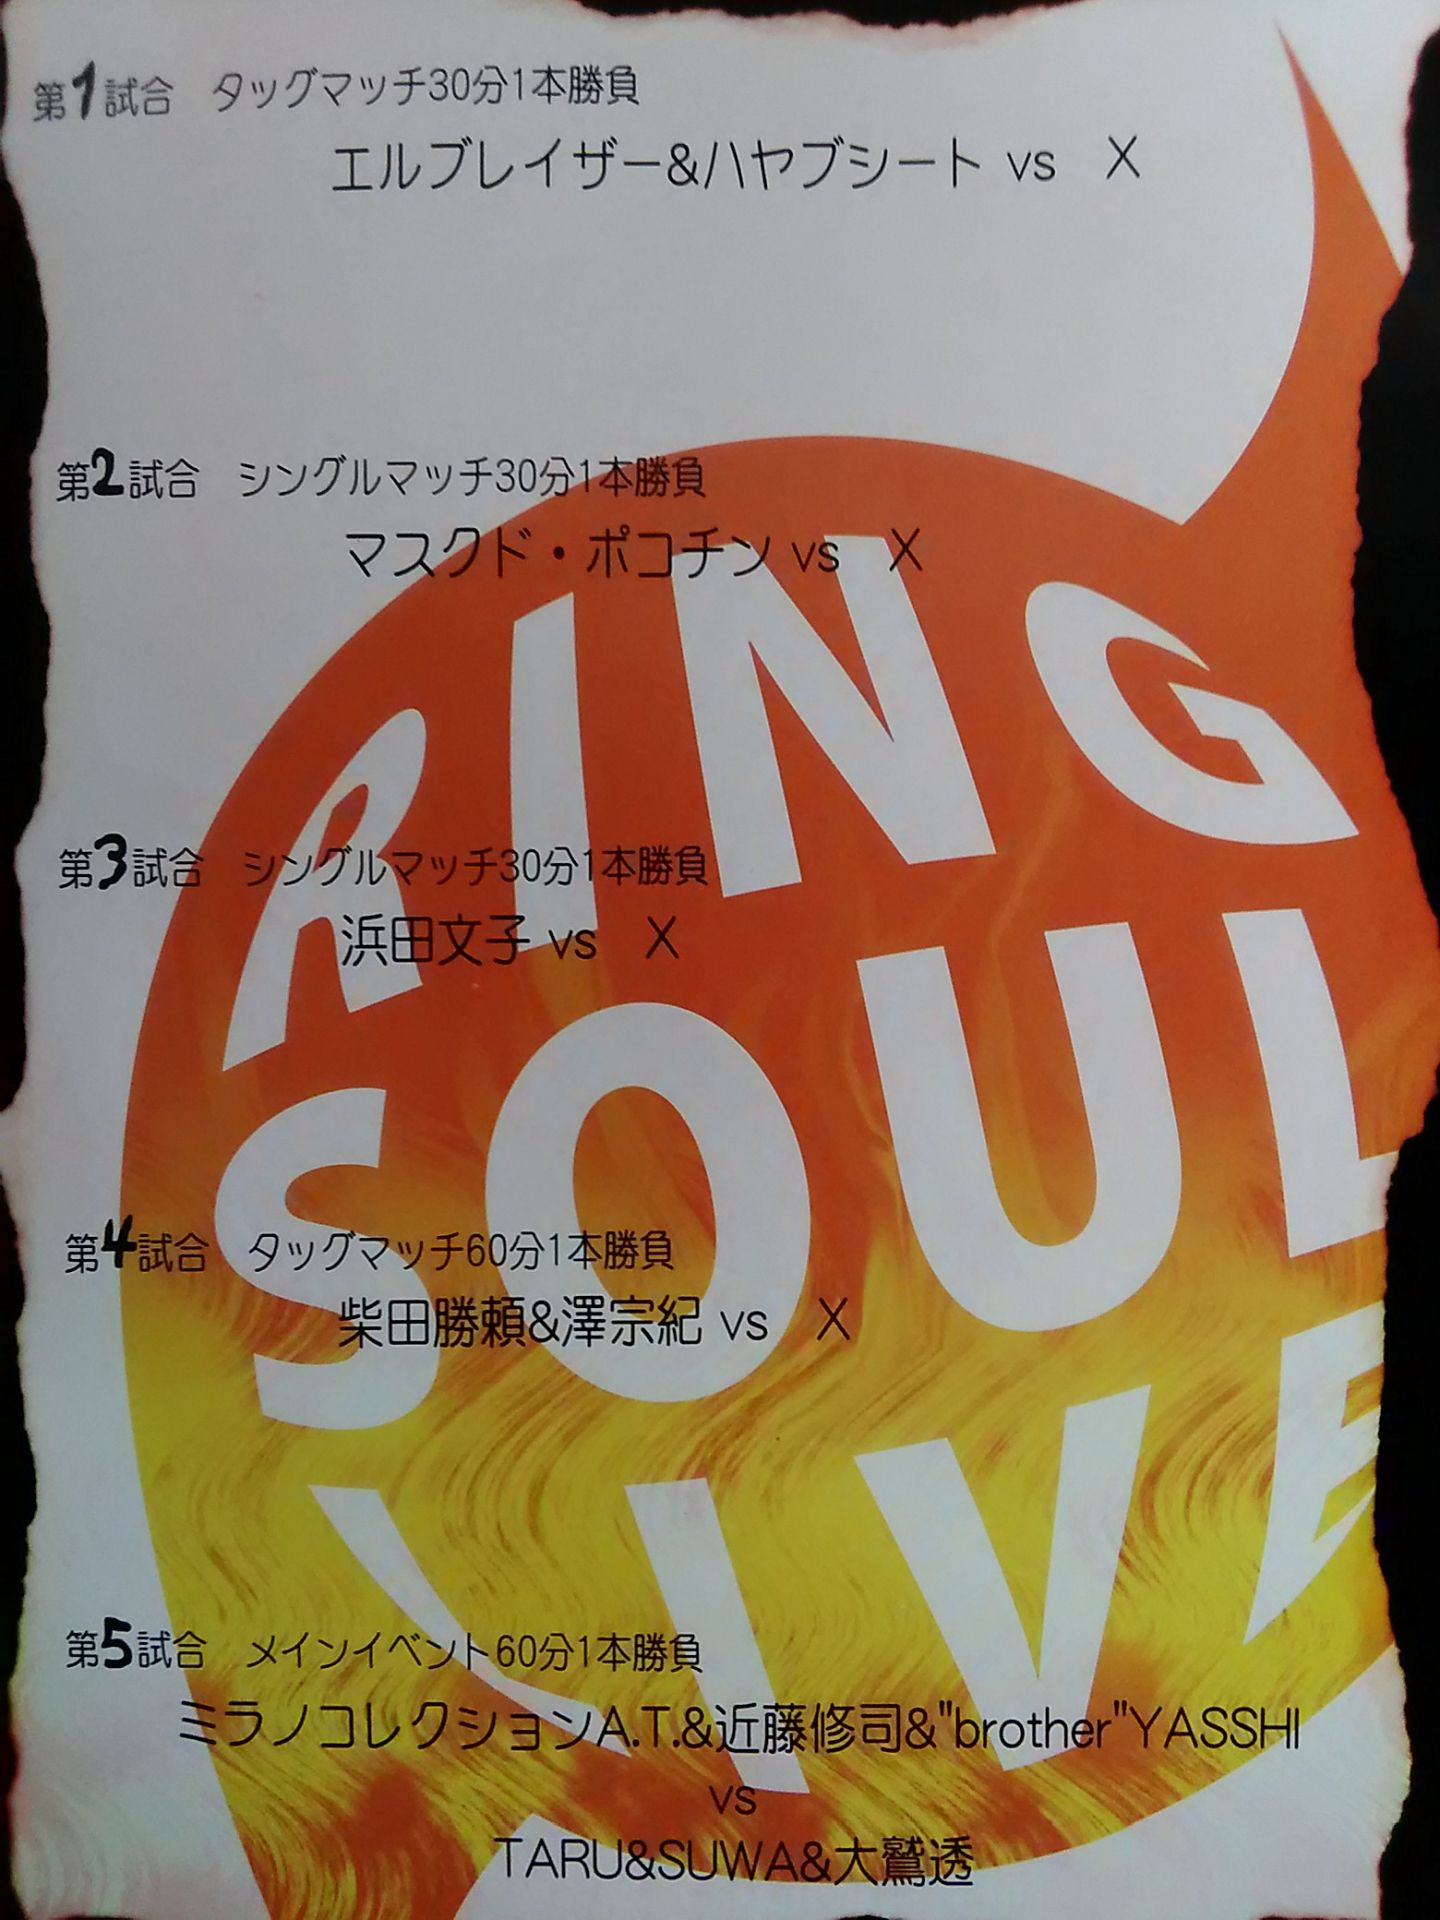 第1試合 タッグマッチ30分1本勝負
エルブレイザー&ハヤブシート vs X
第2試合 シングルマッチ30分1本勝負
マスクド・ポコチン vs X
第3試合 シングルマッチ30分1本勝負
浜田文子 vs X
第4試合 タッグマッチ60分1本勝負
柴田勝頼&澤宗紀 vs X
第5試合 メインイベント60分1本勝負
ミラノコレクションA.T.&近藤修司&"brother"YASSHI
vs
TARU&SUWA&大鷲透
RING
SOUL
LIVE